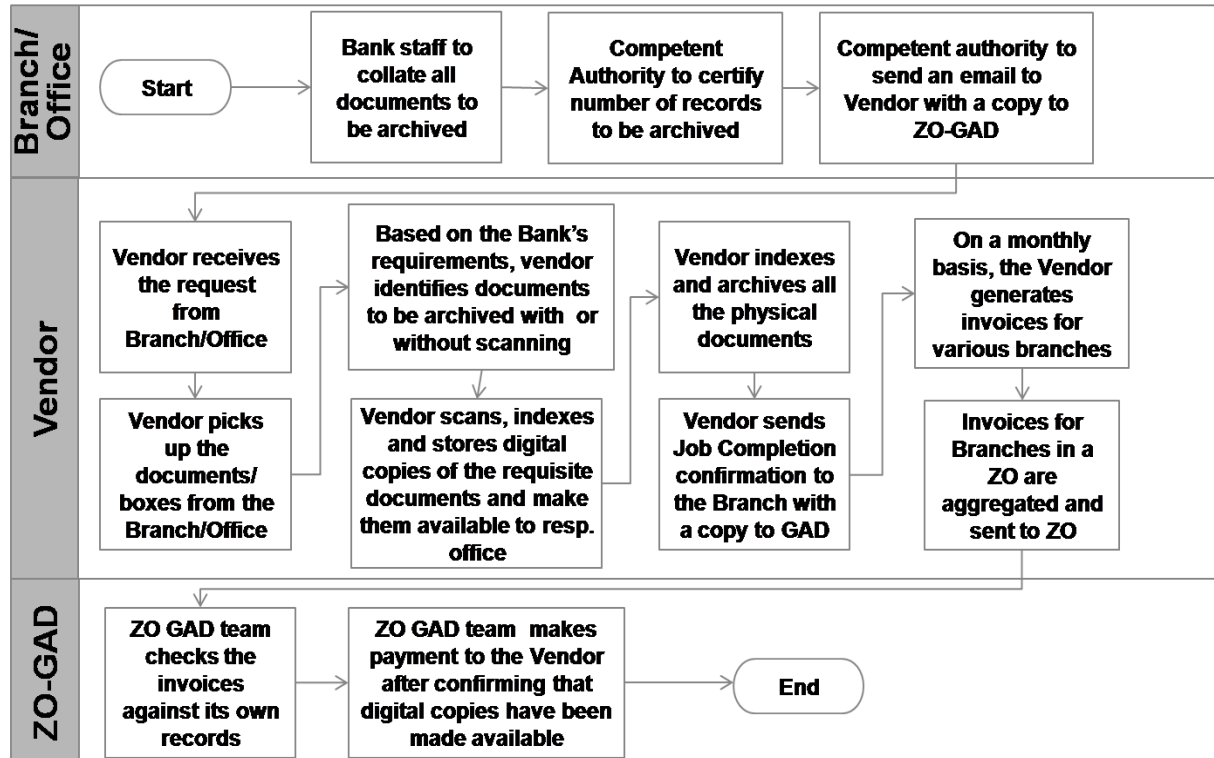 Branch/
Office
Start
Bank staff to
collate all
documents to
be archived
Competent
Authority to certify
number of records
to be archived
Competent authority to
send an email to
Vendor with a copy to
ZO-GAD
Vendor
Vendor receives
the request
from
Branch/Office
Vendor picks
up the
documents/
boxes from the
Branch/Office
Based on the Bank's
requirements, vendor
identifies documents
to be archived with or
without scanning
Vendor scans, indexes
and stores digital
copies of the requisite
documents and make
them available to resp.
office
Vendor indexes
and archives all
the physical
documents
Vendor sends
Job Completion
confirmation to
the Branch with
a copy to GAD
On a monthly
basis, the Vendor
generates
invoices for
various branches
Invoices for
Branches in a
ZO are
aggregated and
sent to ZO
ZO-GAD
ZO GAD team
checks the
invoices
against its own
records
ZO GAD team makes
payment to the Vendor
after confirming that
digital copies have been
made available
End